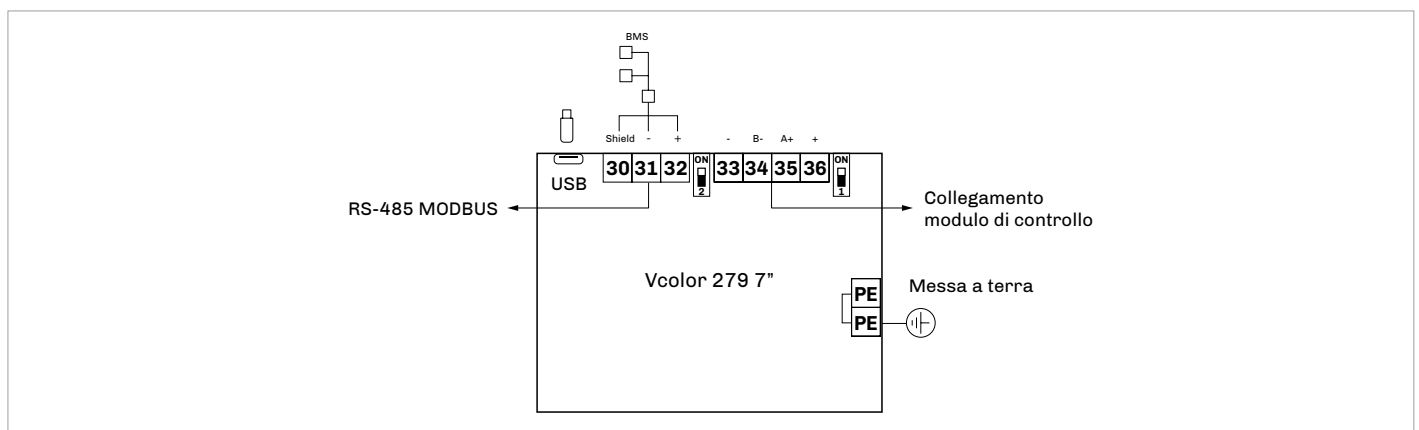 BMS
Shield - + - B- A+ +
USB 30 31 32 ON 2 33 34 35 36 ON 1
RS-485 MODBUS
Collegamento
modulo di controllo
Vcolor 279 7”
PE Messa a terra
PE